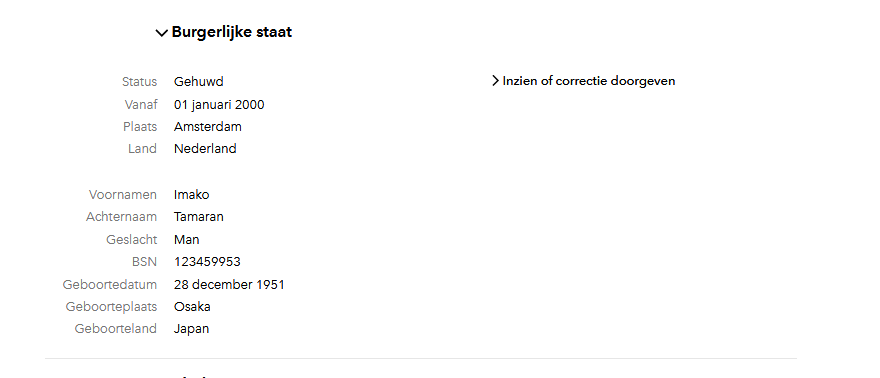 Burgerlijke staat
Status Gehuwd
Inzien of correctie doorgeven
Vanaf 01 januari 2000
Plaats Amsterdam
Land Nederland
Voornamen Imako
Achternaam Tamaran
Geslacht Man
BSN 123459953
Geboortedatum 28 december 1951
Geboorteplaats Osaka
Geboorteland Japan